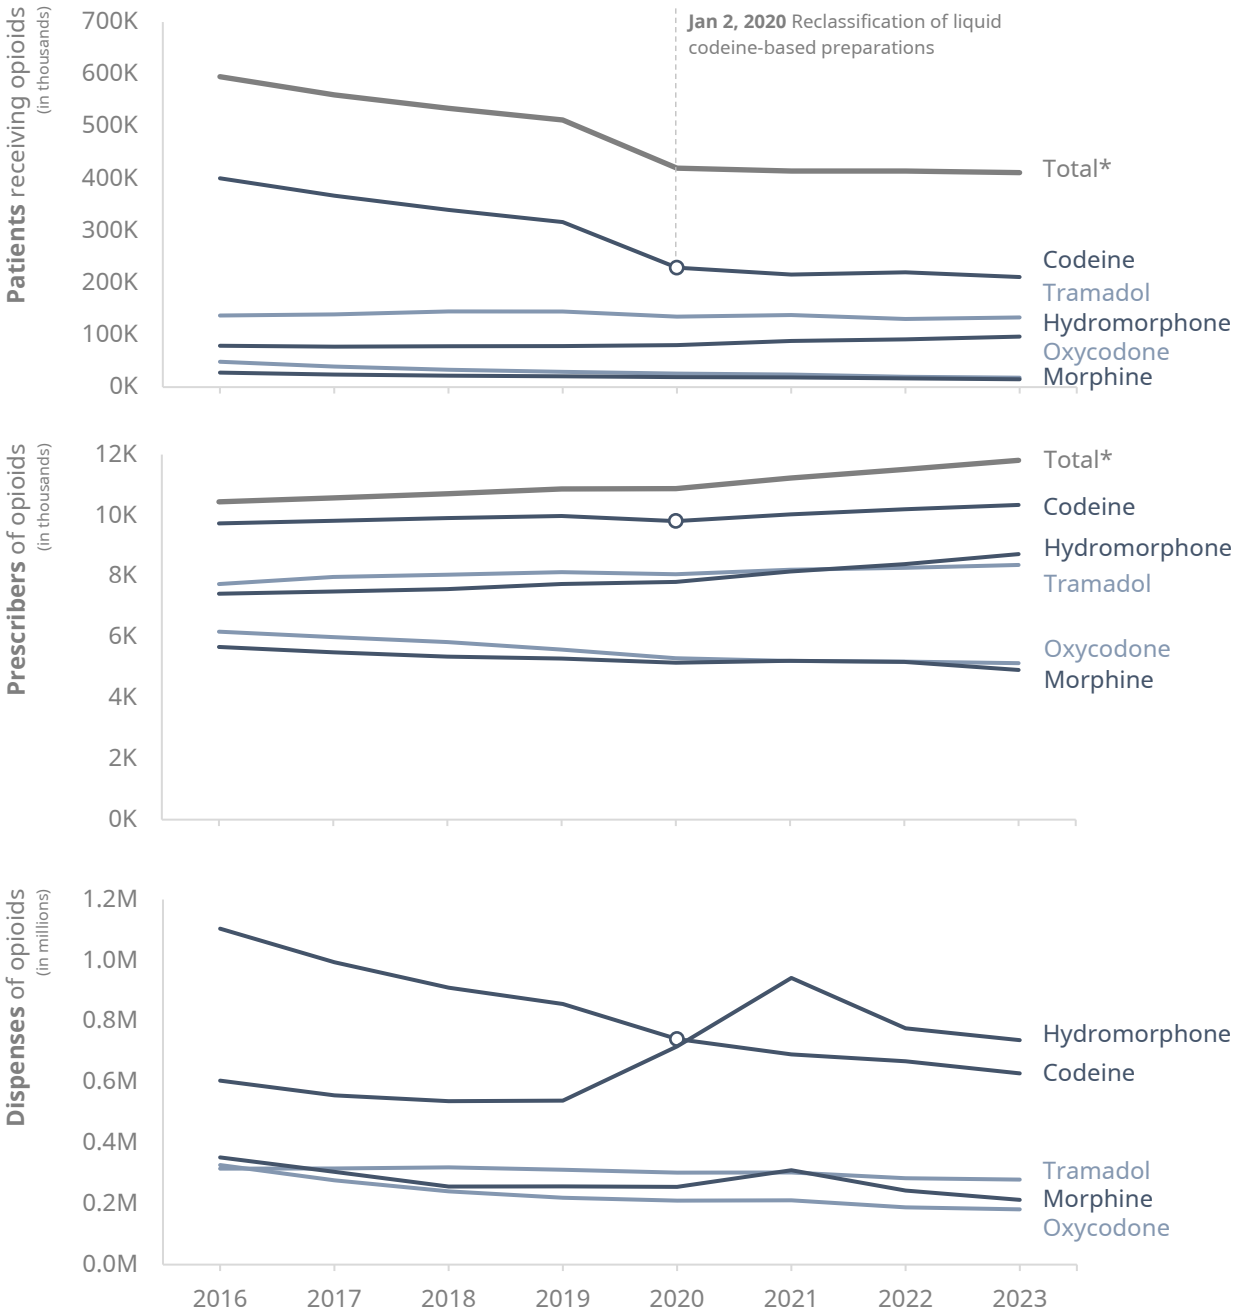 Patients receiving opioids
(in thousands)
700K
600K
500K
400K
300K
200K
100K
0K
Jan 2, 2020 Reclassification of liquid
codeine-based preparations
Total*
Codeine
Tramadol
Hydromorphone
Oxycodone
Morphine
Prescribers of opioids
(in thousands)
12K
10K
8K
6K
4K
2K
0K
Total*
Codeine
Hydromorphone
Tramadol
Oxycodone
Morphine
Dispenses of opioids
(in millions)
1.2M
1.0M
0.8M
0.6M
0.4M
0.2M
0.0M
Hydromorphone
Codeine
Tramadol
Morphine
Oxycodone
2016 2017 2018 2019 2020 2021 2022 2023